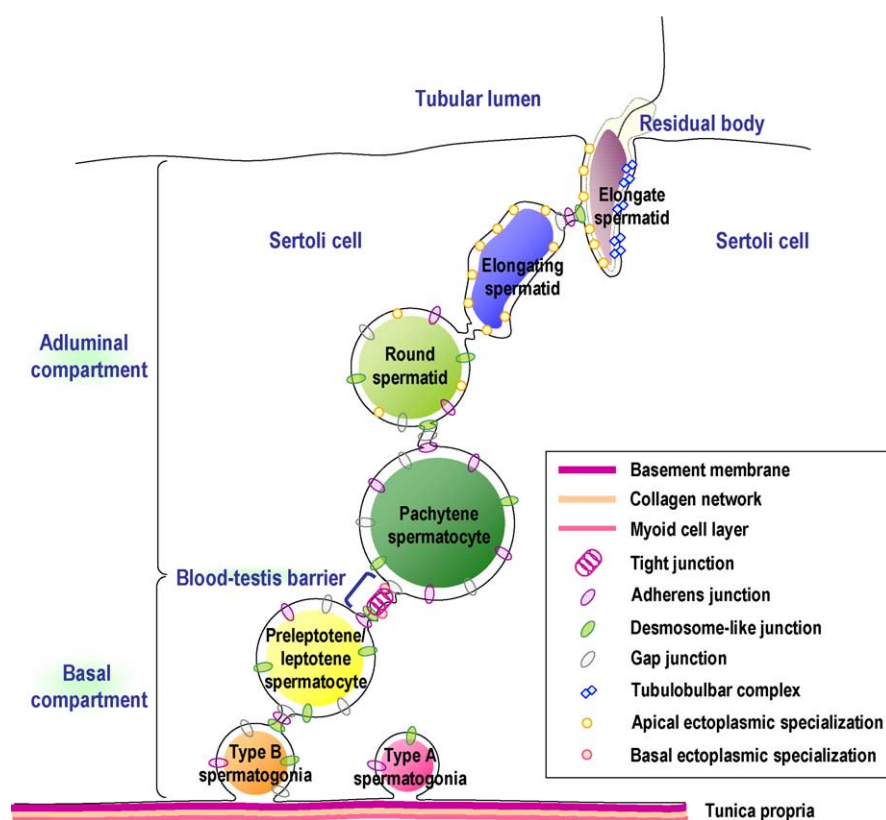 Tubular lumen
Residual body
Elongate
spermatid
Sertoli cell
Sertoli cell
Elongating
spermatid
Adluminal
compartment
Round
spermatid
Pachytene
spermatocyte
Blood-testis barrier
Preleptotene/
leptotene
spermatocyte
Basal
compartment
Type B
spermatogonia
Type A
spermatogonia
Basement membrane
Collagen network
Myoid cell layer
Tight junction
Adherens junction
Desmosome-like junction
Gap junction
Tubulobulbar complex
Apical ectoplasmic specialization
Basal ectoplasmic specialization
Tunica propria